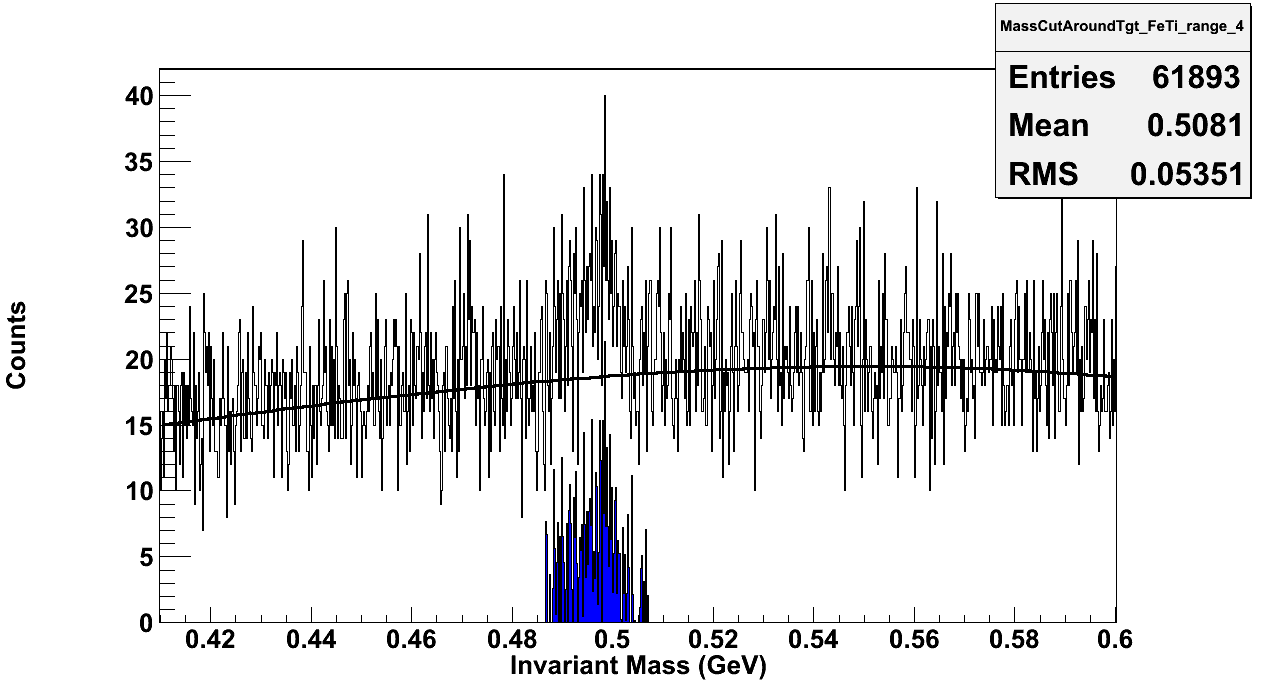 MassCutAroundTgt_FeTi_range_4
Entries 61893
Mean 0.5081
RMS 0.05351
40
35
30
25
20
15
10
5
0
Counts
0.42 0.44 0.46 0.48 0.5 0.52 0.54 0.56 0.58 0.6
Invariant Mass (GeV)